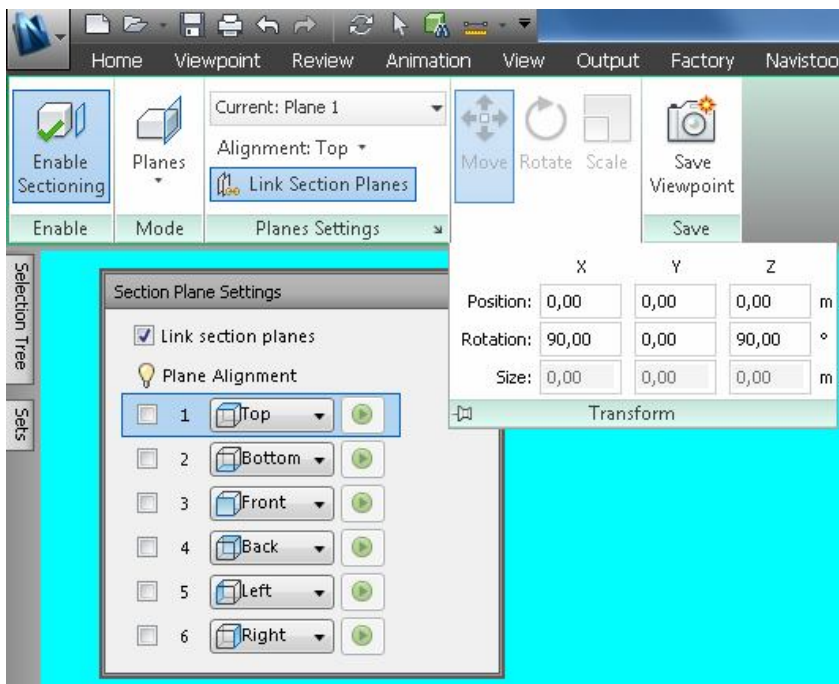 Home Viewpoint Review Animation View Output Factory Navistoo
Enable Sectioning
Planes
Current: Plane 1
Alignment: Top
Link Section Planes
Move Rotate Scale
Save Viewpoint
Enable Mode Planes Settings Save
Selection Tree
Sets
Section Plane Settings
Link section planes
Plane Alignment
1 Top
2 Bottom
3 Front
4 Back
5 Left
6 Right
X Y Z
Position: 0,00 0,00 0,00 m
Rotation: 90,00 0,00 90,00 °
Size: 0,00 0,00 0,00 m
Transform